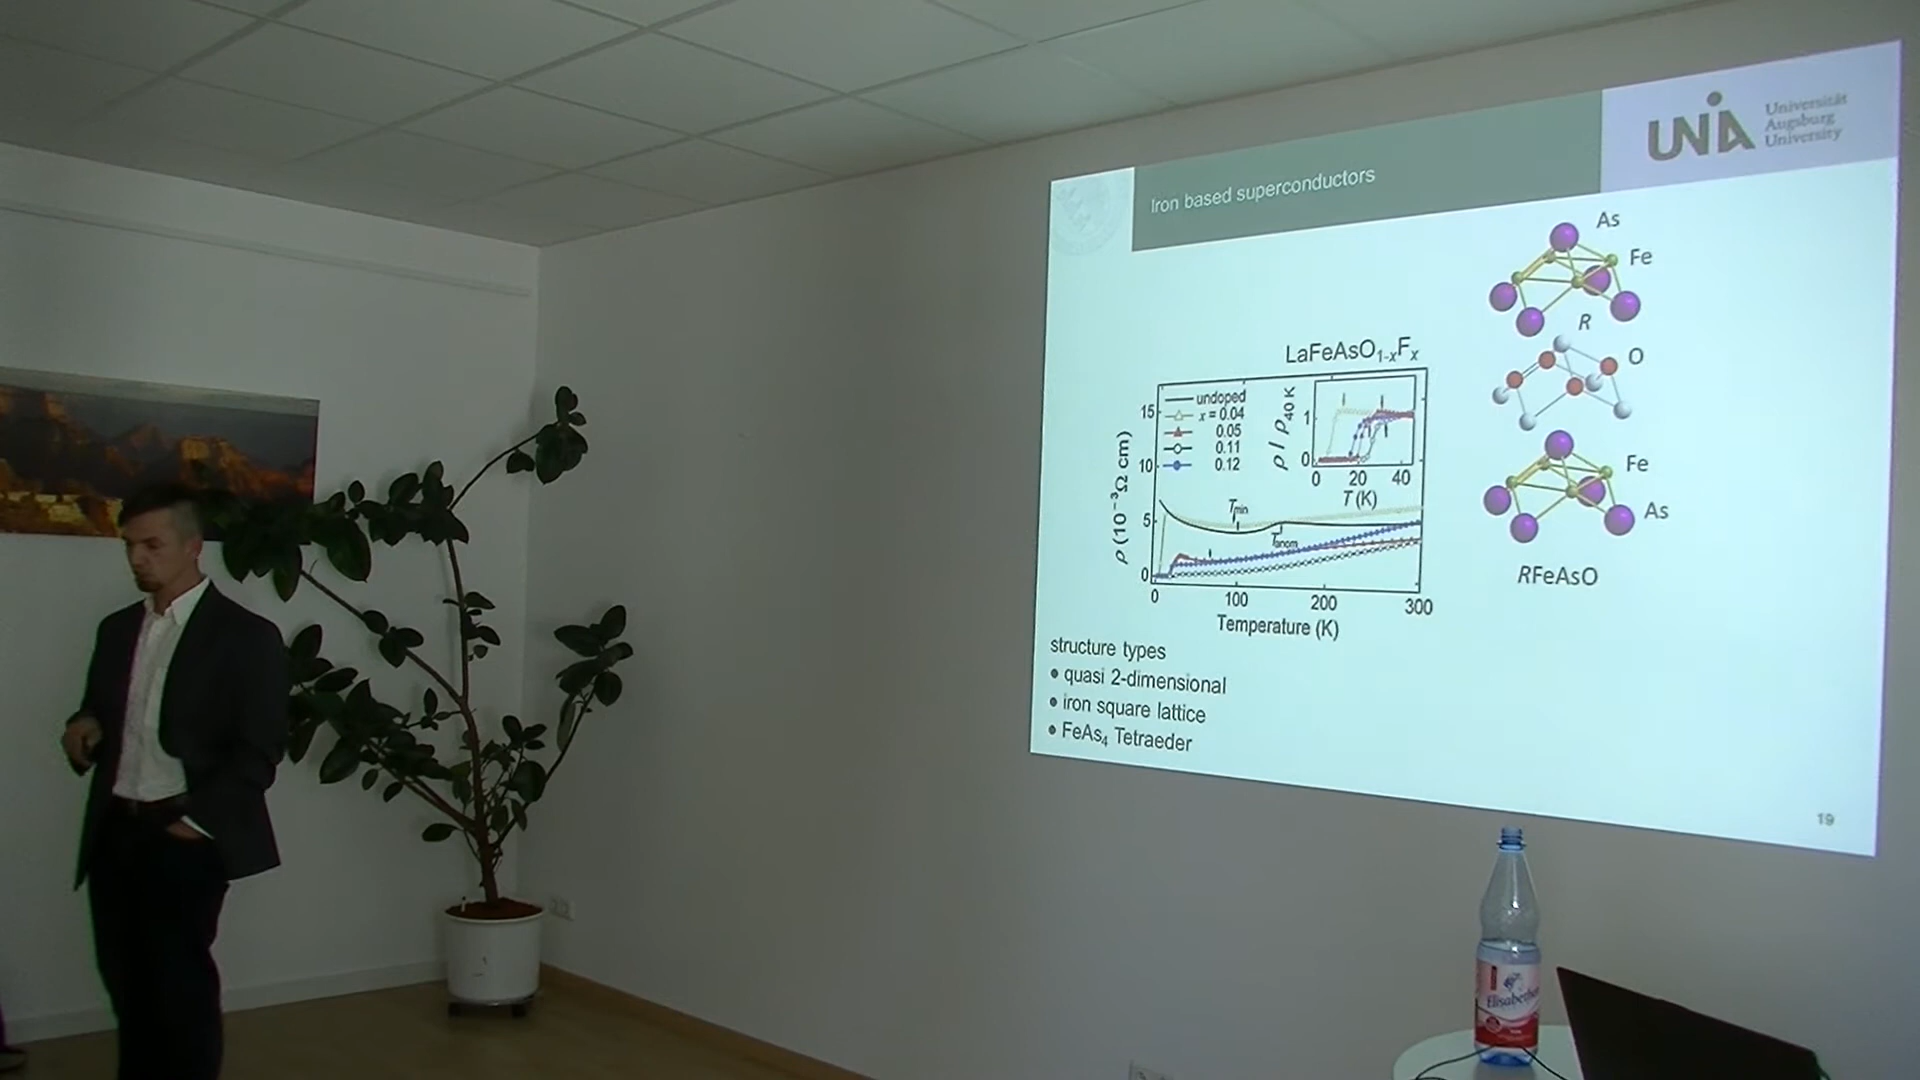 Iron based superconductors
UNIA
Universität
Augsburg
University
As
Fe
R
O
Fe
As
RFeAsO
LaFeAsO₁₋ₓFₓ
undoped
x = 0.04
0.05
0.11
0.12
ρ (10⁻³Ω cm)
15
10
5
0
0
100
200
300
Temperature (K)
Tmin
Tanom
ρ / ρ40 K
1
0
0
20
40
T (K)
structure types
• quasi 2-dimensional
• iron square lattice
• FeAs₄ Tetraeder
19
Elisabethen